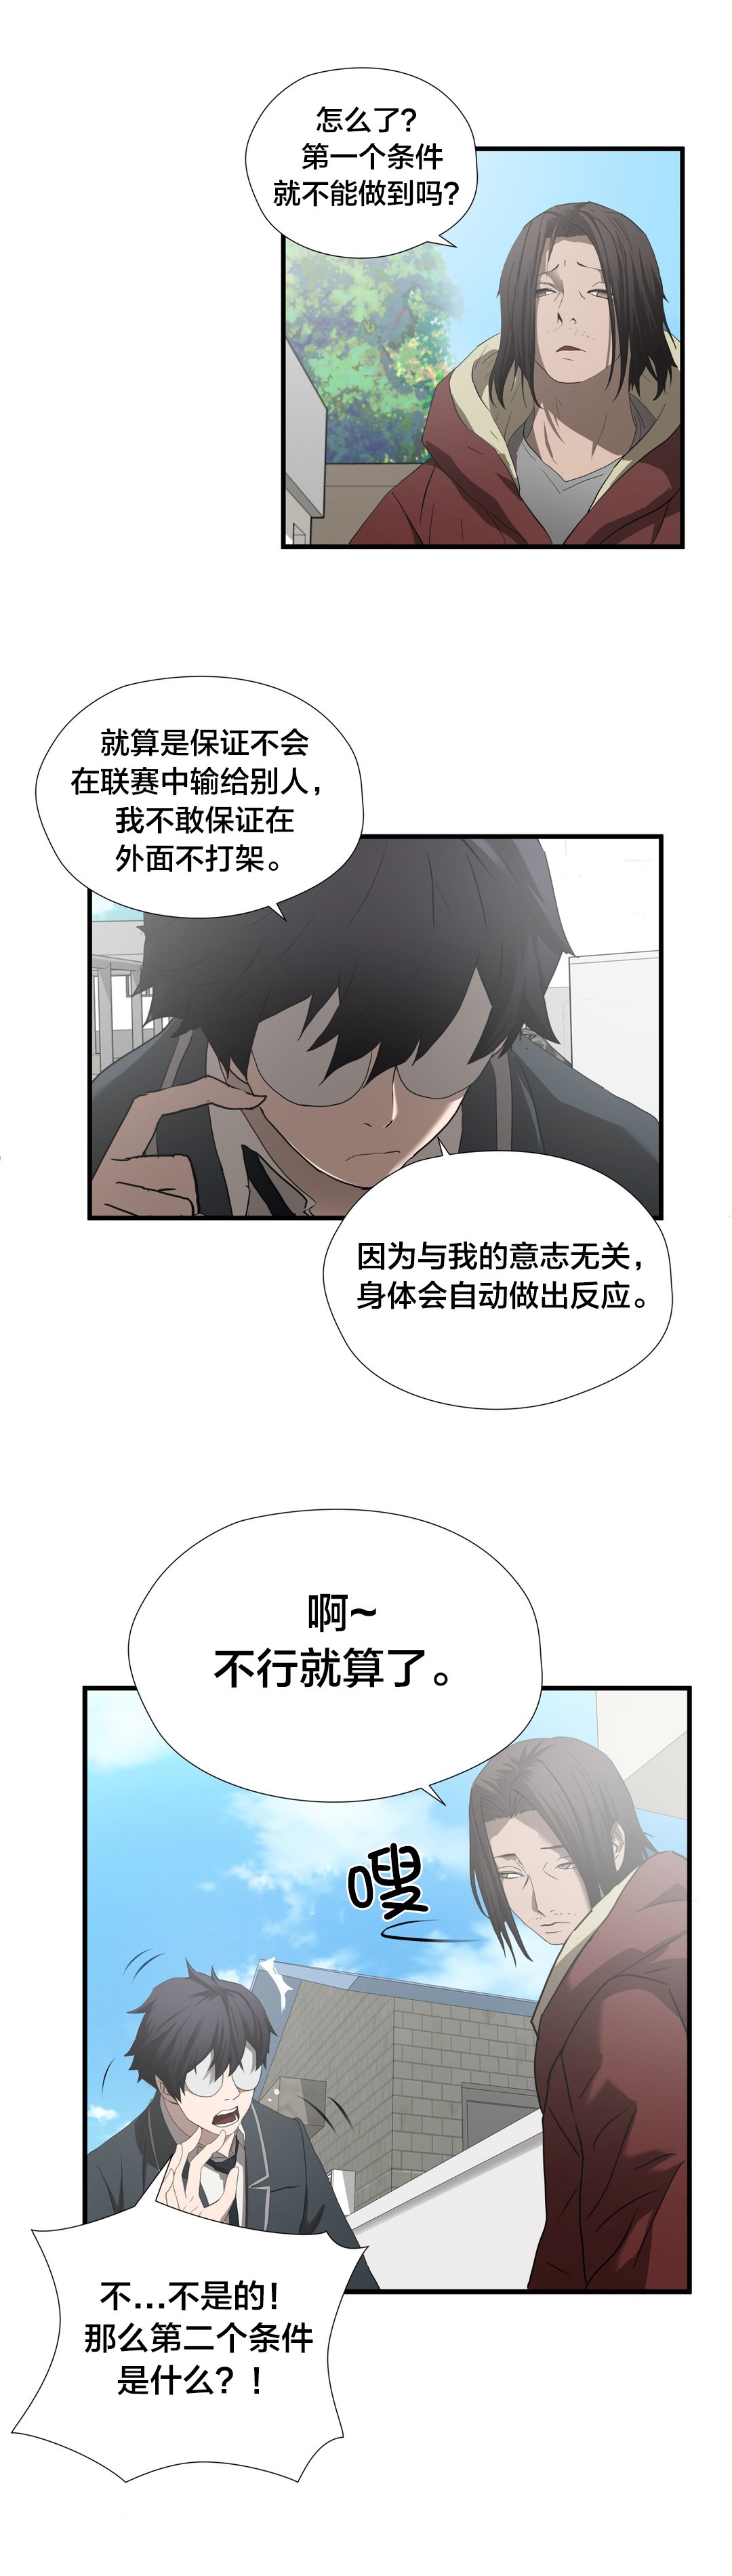 怎么了?
第一个条件
就不能做到吗?
就算是保证不会
在联赛中输给别人，
我不敢保证在
外面不打架。
因为与我的意志无关，
身体会自动做出反应。
啊~
不行就算了。
嗖
不…不是的!
那么第二个条件
是什么?!